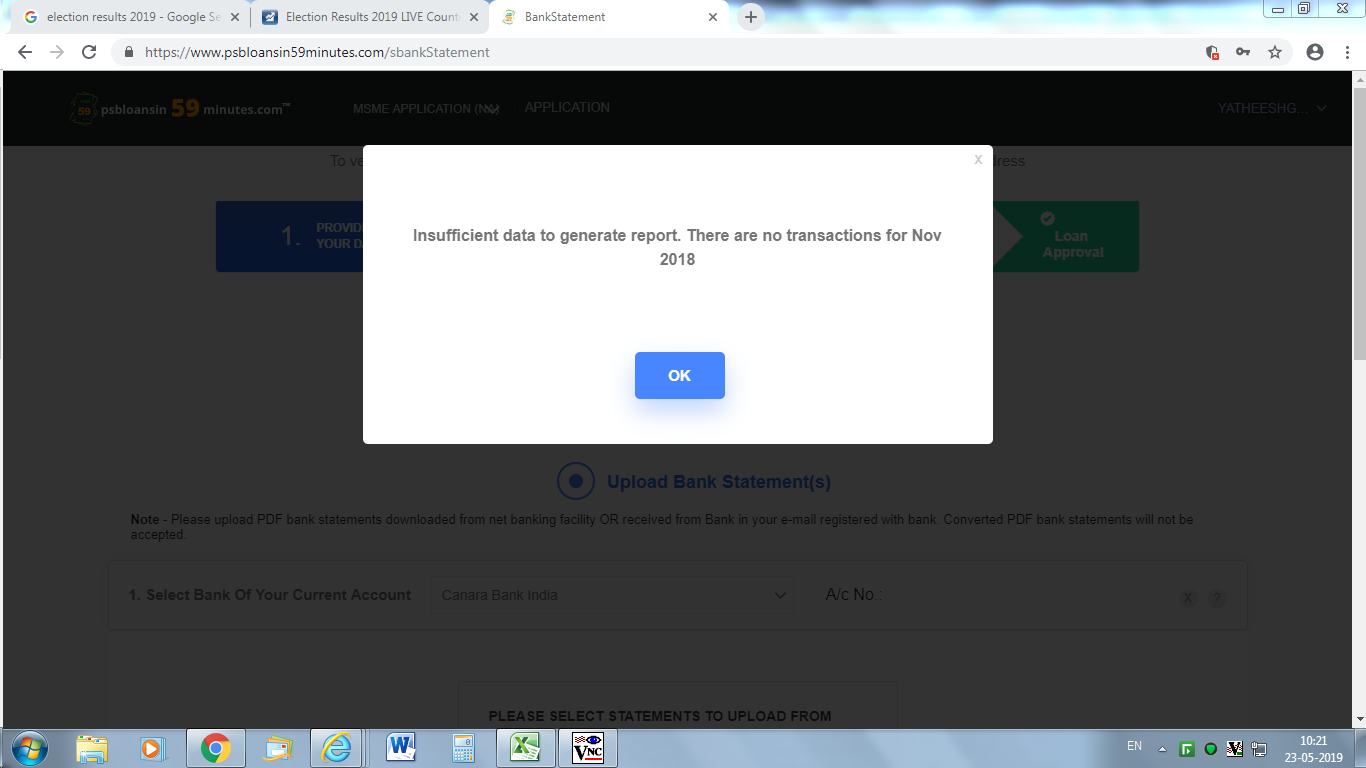 election results 2019 - Google Se
Election Results 2019 LIVE Count
BankStatement
https://www.psbloansin59minutes.com/sbankStatement
59 psbloansin 59 minutes.com™
MSME APPLICATION
APPLICATION
YATHEESHG...
To ve
dress
x
Insufficient data to generate report. There are no transactions for Nov
2018
OK
1. PROVID
YOUR DA
Loan
Approval
Upload Bank Statement(s)
Note - Please upload PDF bank statements downloaded from net banking facility OR received from Bank in your e-mail registered with bank. Converted PDF bank statements will not be
accepted.
1. Select Bank Of Your Current Account
Canara Bank India
A/c No.:
X
?
PLEASE SELECT STATEMENTS TO UPLOAD FROM
EN
10:21
23-05-2019